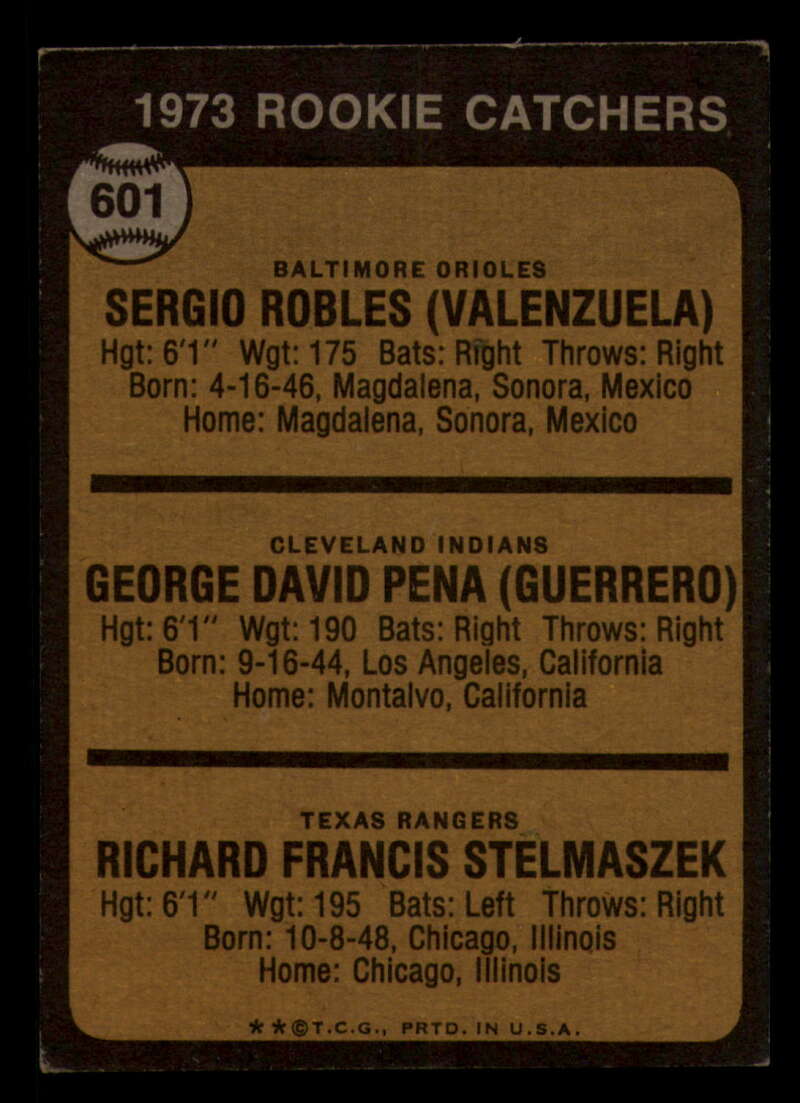 1973 ROOKIE CATCHERS
601
BALTIMORE ORIOLES
SERGIO ROBLES (VALENZUELA)
Hgt: 6'1" Wgt: 175 Bats: Right Throws: Right
Born: 4-16-46, Magdalena, Sonora, Mexico
Home: Magdalena, Sonora, Mexico
CLEVELAND INDIANS
GEORGE DAVID PENA (GUERRERO)
Hgt: 6'1" Wgt: 190 Bats: Right Throws: Right
Born: 9-16-44, Los Angeles, California
Home: Montalvo, California
TEXAS RANGERS
RICHARD FRANCIS STELMASZEK
Hgt: 6'1" Wgt: 195 Bats: Left Throws: Right
Born: 10-8-48, Chicago, Illinois
Home: Chicago, Illinois
* * © T.C.G., PRTD. IN U.S.A.